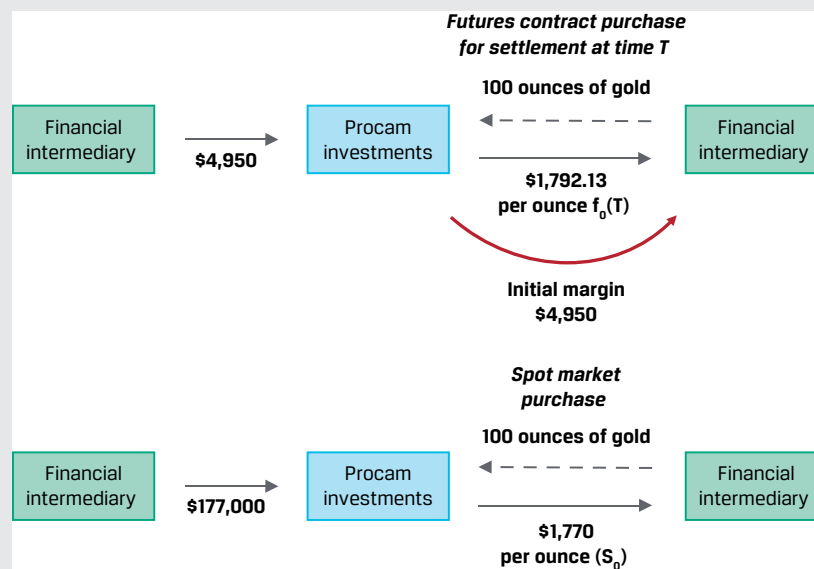 Futures contract purchase
for settlement at time T
100 ounces of gold
Financial
intermediary
$4,950
Procam
investments
$1,792.13
per ounce f₀(T)
Financial
intermediary
Initial margin
$4,950
Spot market
purchase
100 ounces of gold
Financial
intermediary
$177,000
Procam
investments
$1,770
per ounce (S₀)
Financial
intermediary